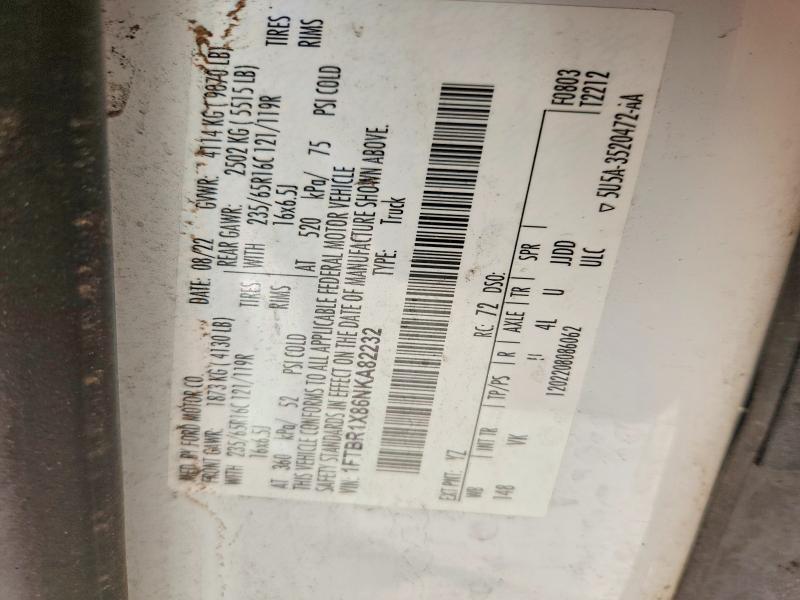 MFD BY FORD MOTOR CO.
DATE: 08/22 GVWR: 4114 KG ( 9070 LB)
FRONT GAWR: 1873 KG ( 4130 LB) REAR GAWR: 2502 KG ( 5515 LB)
WITH 235/65R16C 121/119R TIRES WITH 235/65R16C 121/119R TIRES
16x6.5J RIMS 16x6.5J RIMS
AT 360 kPa/ 52 PSI COLD AT 520 kPa/ 75 PSI COLD
THIS VEHICLE CONFORMS TO ALL APPLICABLE FEDERAL MOTOR VEHICLE
SAFETY STANDARDS IN EFFECT ON THE DATE OF MANUFACTURE SHOWN ABOVE.
VIN: 1FTBR1X86NKA82232 TYPE: Truck
EXT PNT: YZ RC: 72 DSO: F0803
WB INT TR TP/PS R AXLE TR SPR T2212
148 VK 4L U JJDD
120220808606​2 ULC ▽ 5U5A-3520472-AA